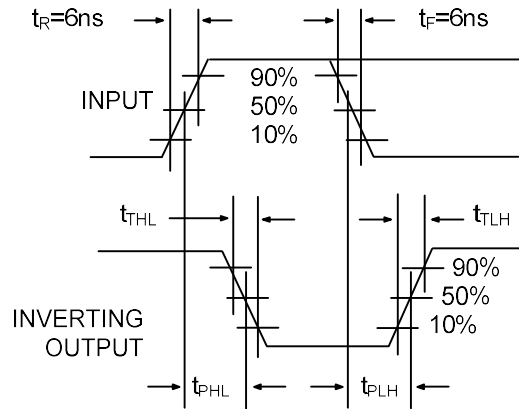 tR=6ns
tF=6ns
INPUT
90%
50%
10%
tTHL
tTLH
INVERTING
OUTPUT
90%
50%
10%
tPHL
tPLH